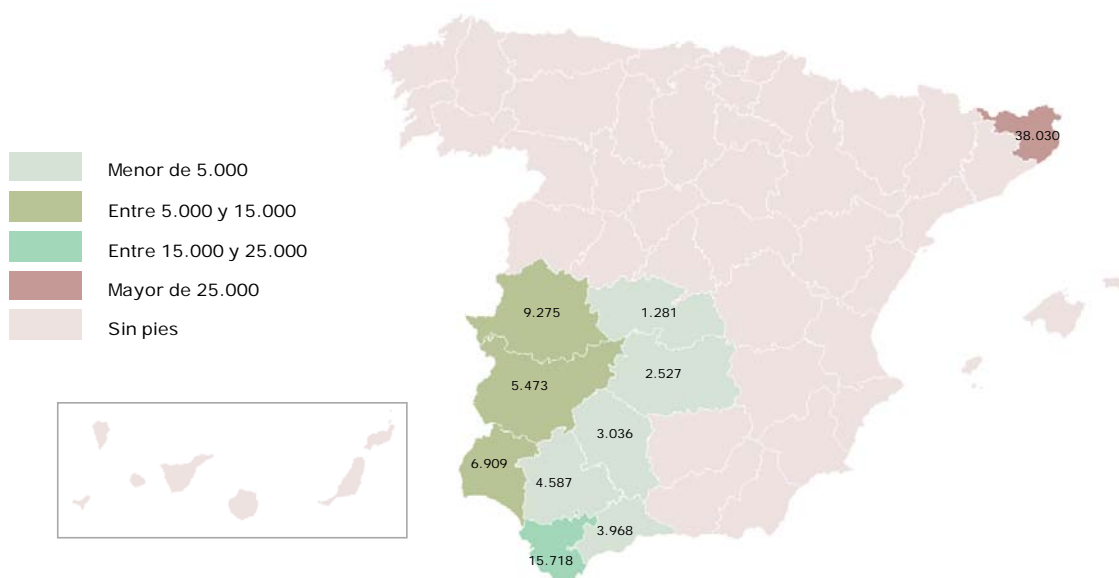 Menor de 5.000
Entre 5.000 y 15.000
Entre 15.000 y 25.000
Mayor de 25.000
Sin pies
38.030
9.275
1.281
5.473
2.527
3.036
6.909
4.587
3.968
15.718